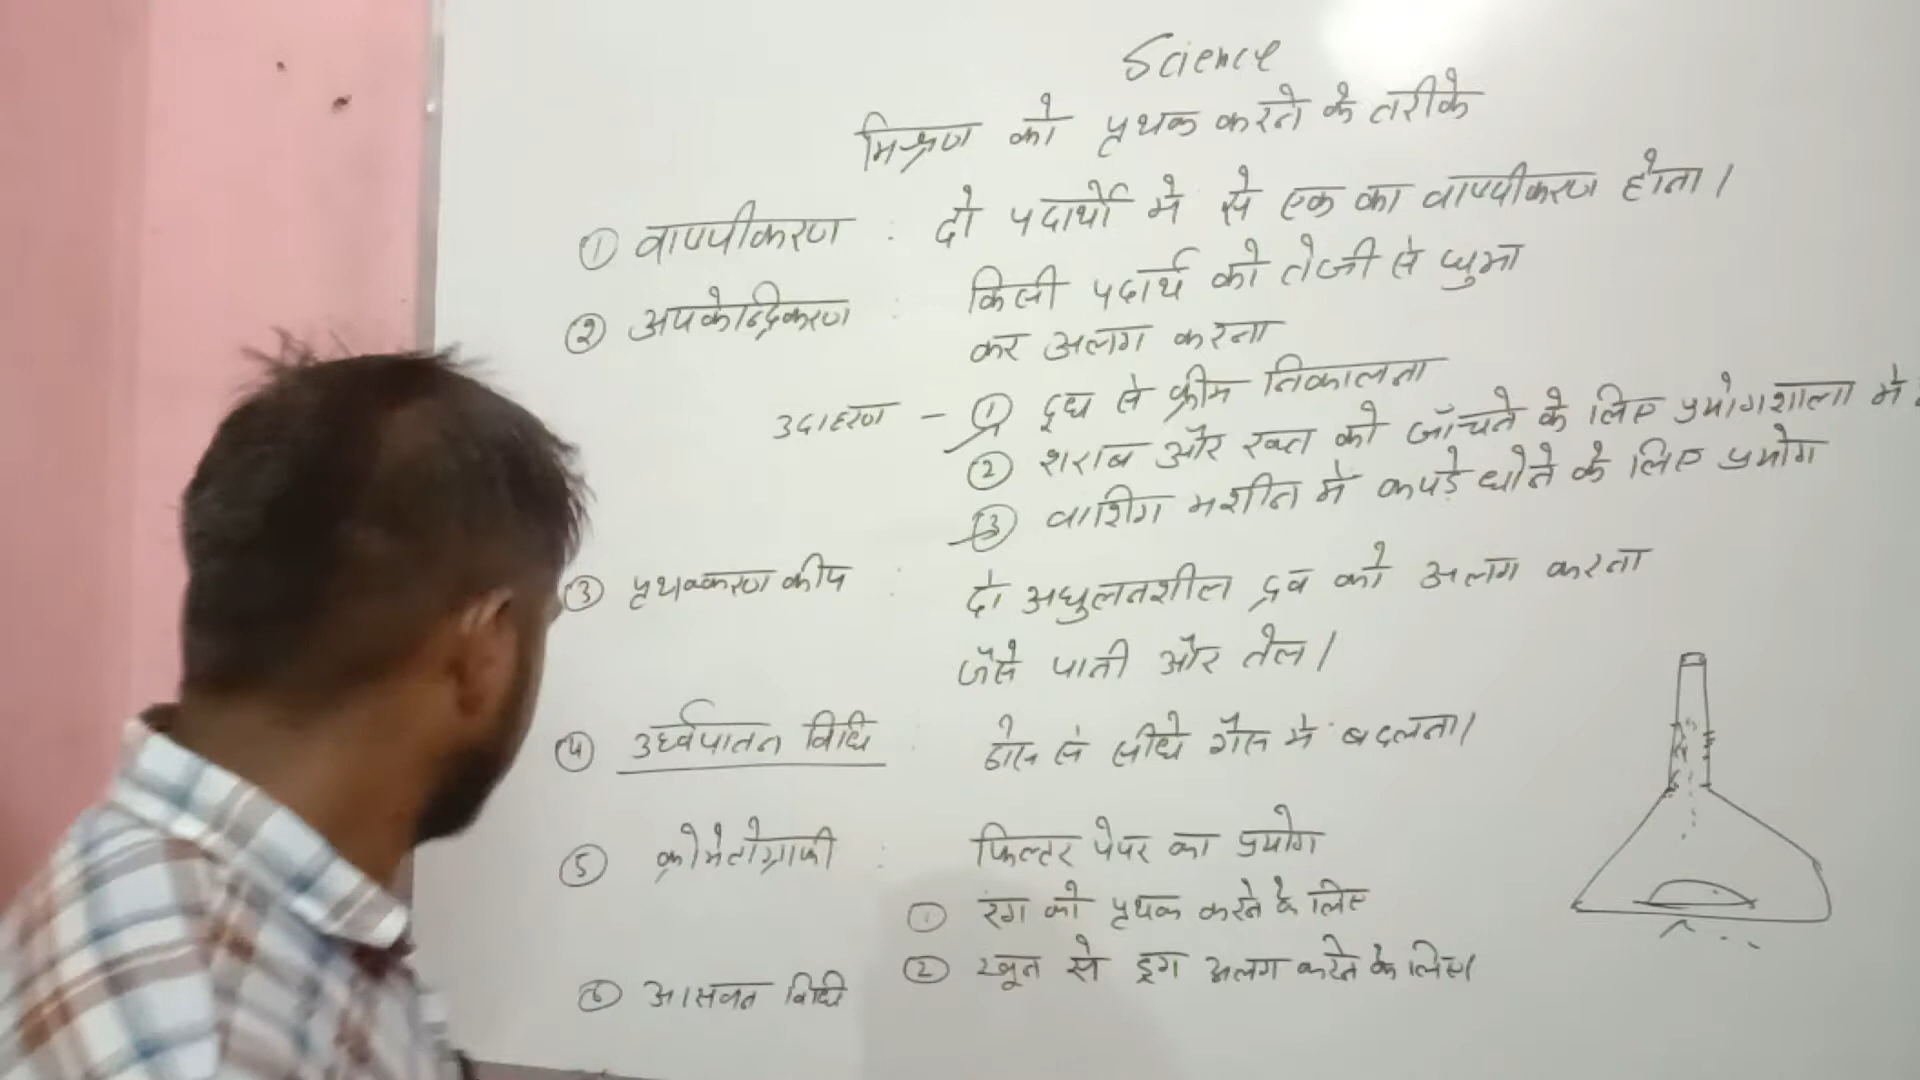 Science
मिश्रण को पृथक करने के तरीके
① वाष्पीकरण : दो पदार्थो मे से एक का वाष्पीकरण होता।
② अपकेन्द्रिकरण : किसी पदार्थ को तेजी से घुमा
कर अलग करना
उदाहरण - ① दूध से क्रीम निकालना
② शराब और रक्त को जाँचने के लिए प्रयोगशाला मे
③ वाशिग मशीन मे कपड़े धोने के लिए प्रयोग
③ पृथक्करण कीप : दो अघुलनशील द्रव को अलग करना
जैसे पानी और तेल।
④ उर्ध्वपातन विधि : ठोस से सीधे गैस मे बदलना।
⑤ क्रोमेटोग्राफी : फिल्टर पेपर का प्रयोग
① रंग को पृथक करने के लिए
② खून से ड्रग अलग करने के लिए।
⑥ आसवन विधि